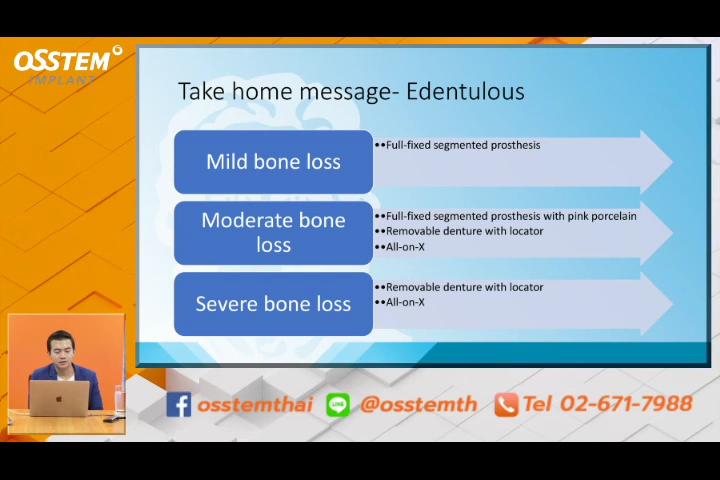 OSSTEM
IMPLANT
Take home message- Edentulous
Mild bone loss
••Full-fixed segmented prosthesis
Moderate bone
loss
••Full-fixed segmented prosthesis with pink porcelain
••Removable denture with locator
••All-on-X
Severe bone loss
••Removable denture with locator
••All-on-X
osstemthai
LINE
@osstemth
Tel 02-671-7988